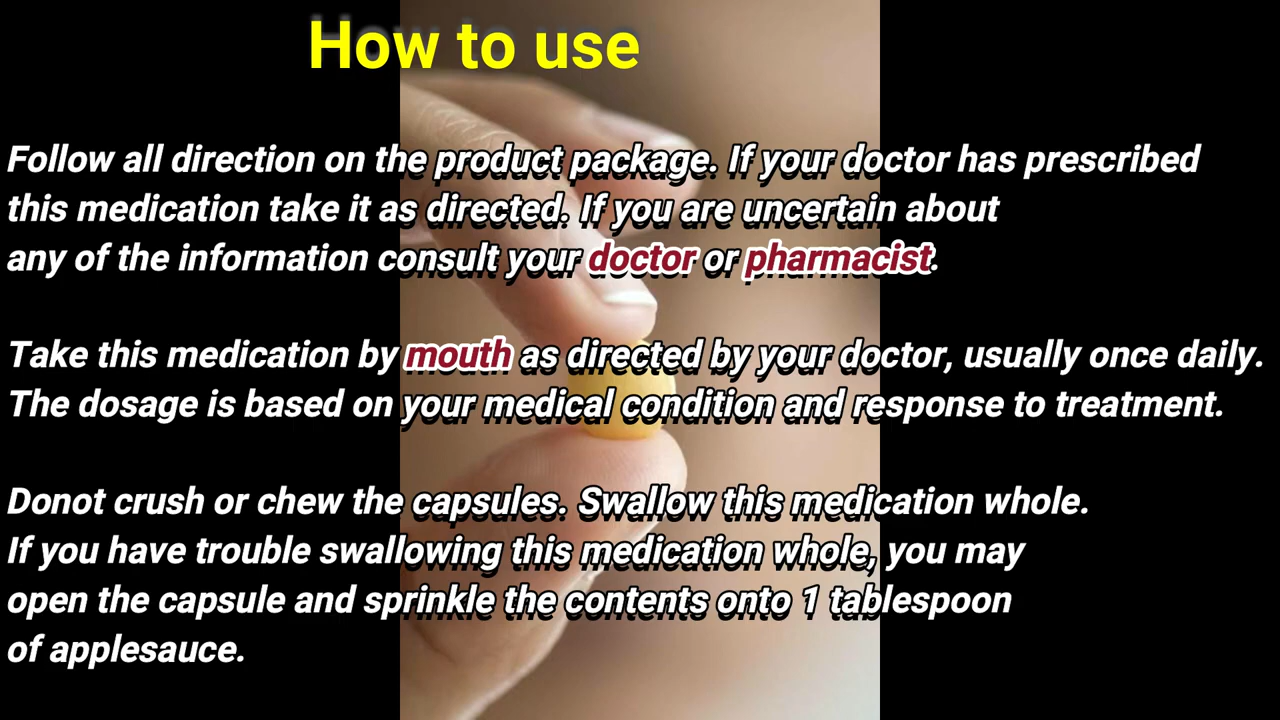 How to use
Follow all direction on the product package. If your doctor has prescribed
this medication take it as directed. If you are uncertain about
any of the information consult your doctor or pharmacist.
Take this medication by mouth as directed by your doctor, usually once daily.
The dosage is based on your medical condition and response to treatment.
Donot crush or chew the capsules. Swallow this medication whole.
If you have trouble swallowing this medication whole, you may
open the capsule and sprinkle the contents onto 1 tablespoon
of applesauce.